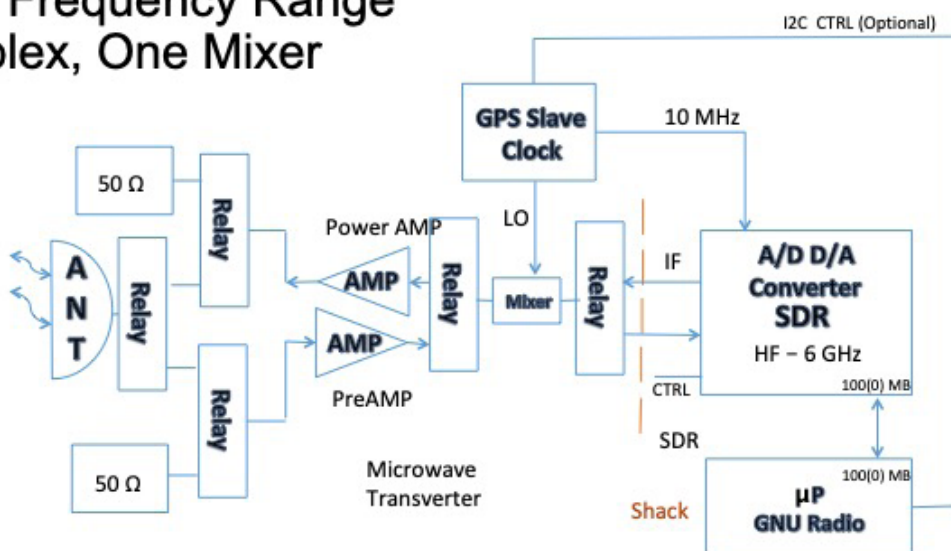 Frequency Range
plex, One Mixer
I2C CTRL (Optional)
GPS Slave
Clock
10 MHz
50 Ω
Relay
Power AMP
LO
A
N
T
Relay
AMP
Relay
Mixer
Relay
IF
A/D D/A
Converter
SDR
HF – 6 GHz
AMP
PreAMP
CTRL
100(0) MB
Relay
50 Ω
SDR
Microwave
Transverter
Shack
100(0) MB
µP
GNU Radio